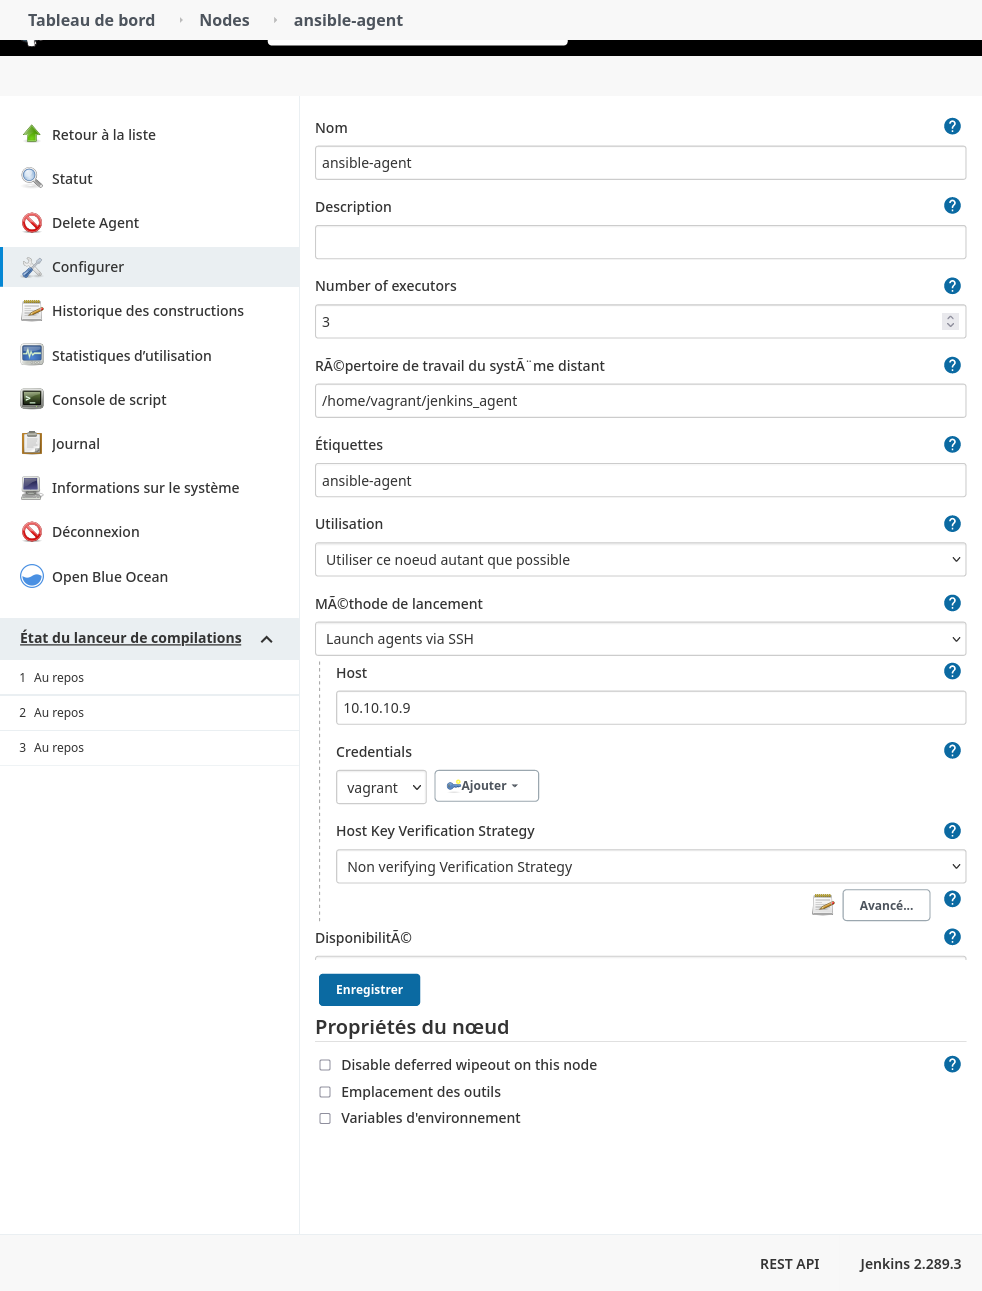 Tableau de bord Nodes ansible-agent
Retour à la liste
Statut
Delete Agent
Configurer
Historique des constructions
Statistiques d’utilisation
Console de script
Journal
Informations sur le système
Déconnexion
Open Blue Ocean
État du lanceur de compilations
1 Au repos
2 Au repos
3 Au repos
Nom
ansible-agent
Description
Number of executors
3
RÃ©pertoire de travail du systÃ¨me distant
/home/vagrant/jenkins_agent
Étiquettes
ansible-agent
Utilisation
Utiliser ce noeud autant que possible
MÃ©thode de lancement
Launch agents via SSH
Host
10.10.10.9
Credentials
vagrant Ajouter
Host Key Verification Strategy
Non verifying Verification Strategy
Avancé...
DisponibilitÃ©
Enregistrer
Propriétés du nœud
Disable deferred wipeout on this node
Emplacement des outils
Variables d'environnement
REST API Jenkins 2.289.3